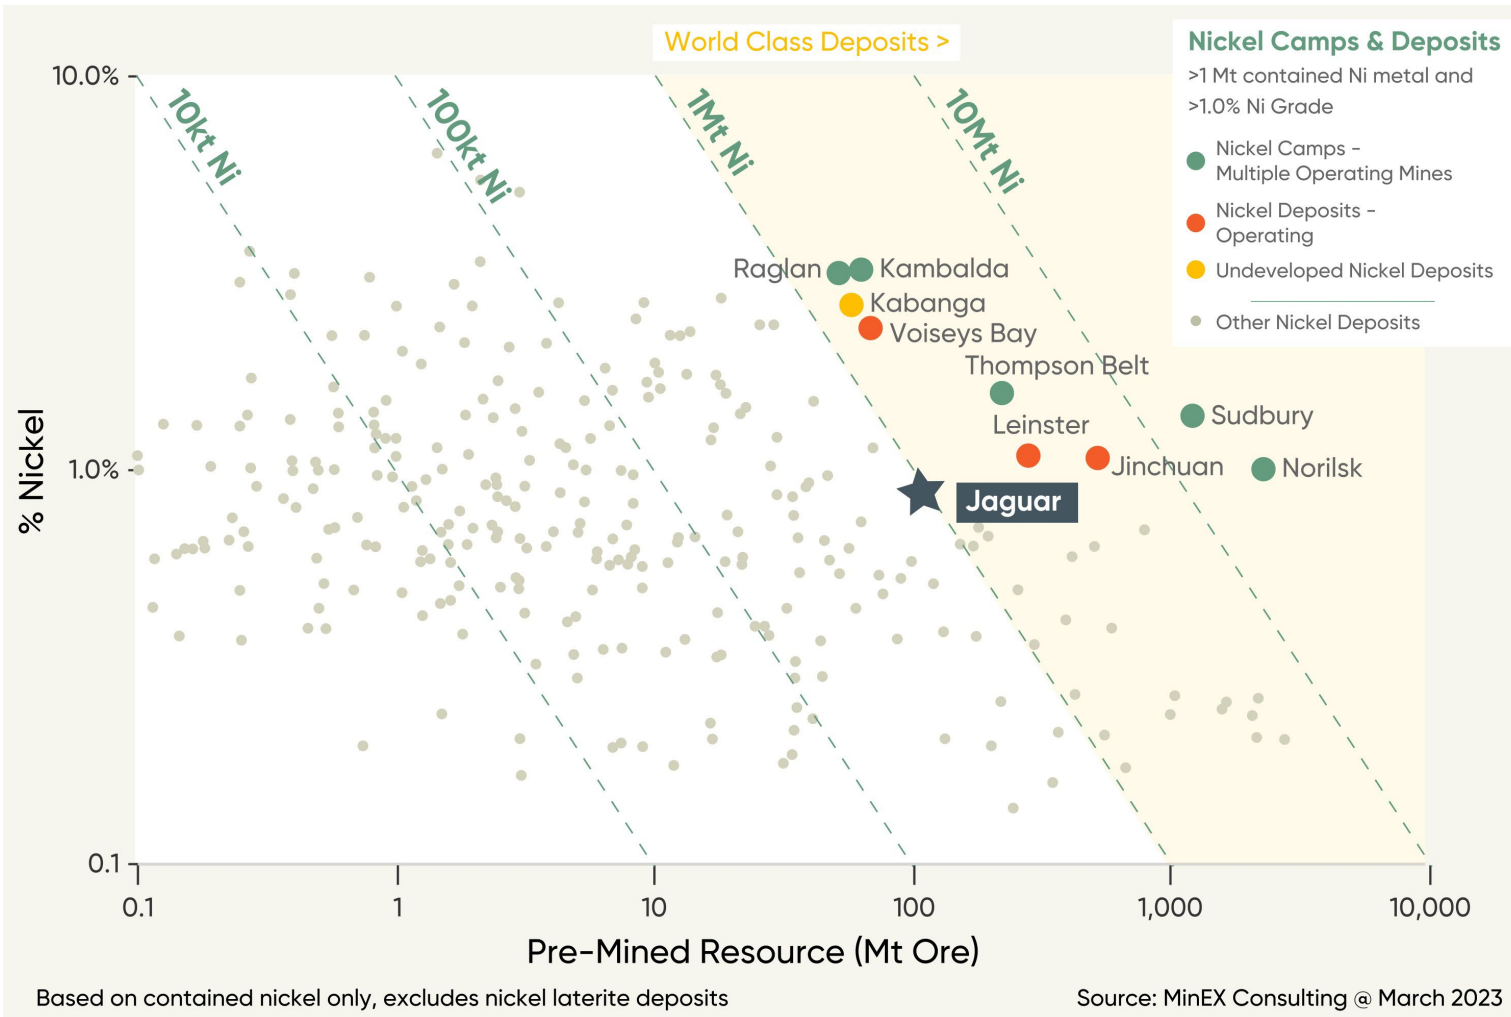 World Class Deposits >
Nickel Camps & Deposits
>1 Mt contained Ni metal and
>1.0% Ni Grade
Nickel Camps -
Multiple Operating Mines
Nickel Deposits -
Operating
Undeveloped Nickel Deposits
Other Nickel Deposits
10.0%
10kt Ni
100kt Ni
1Mt Ni
10Mt Ni
Raglan
Kambalda
Kabanga
Voiseys Bay
Thompson Belt
Leinster
Sudbury
Jinchuan
Norilsk
Jaguar
% Nickel
1.0%
0.1
0.1
1
10
100
1,000
10,000
Pre-Mined Resource (Mt Ore)
Based on contained nickel only, excludes nickel laterite deposits
Source: MinEX Consulting @ March 2023